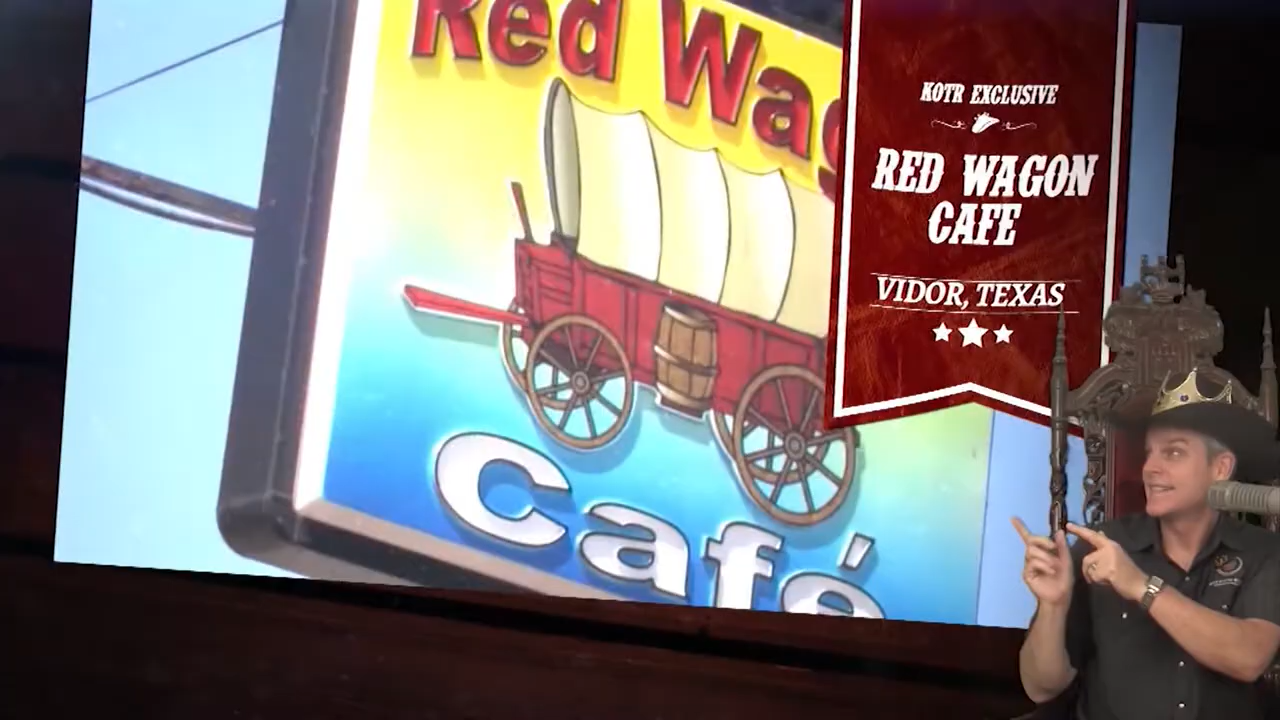 Red Wag
Café
KOTR EXCLUSIVE
RED WAGON
CAFE
VIDOR, TEXAS